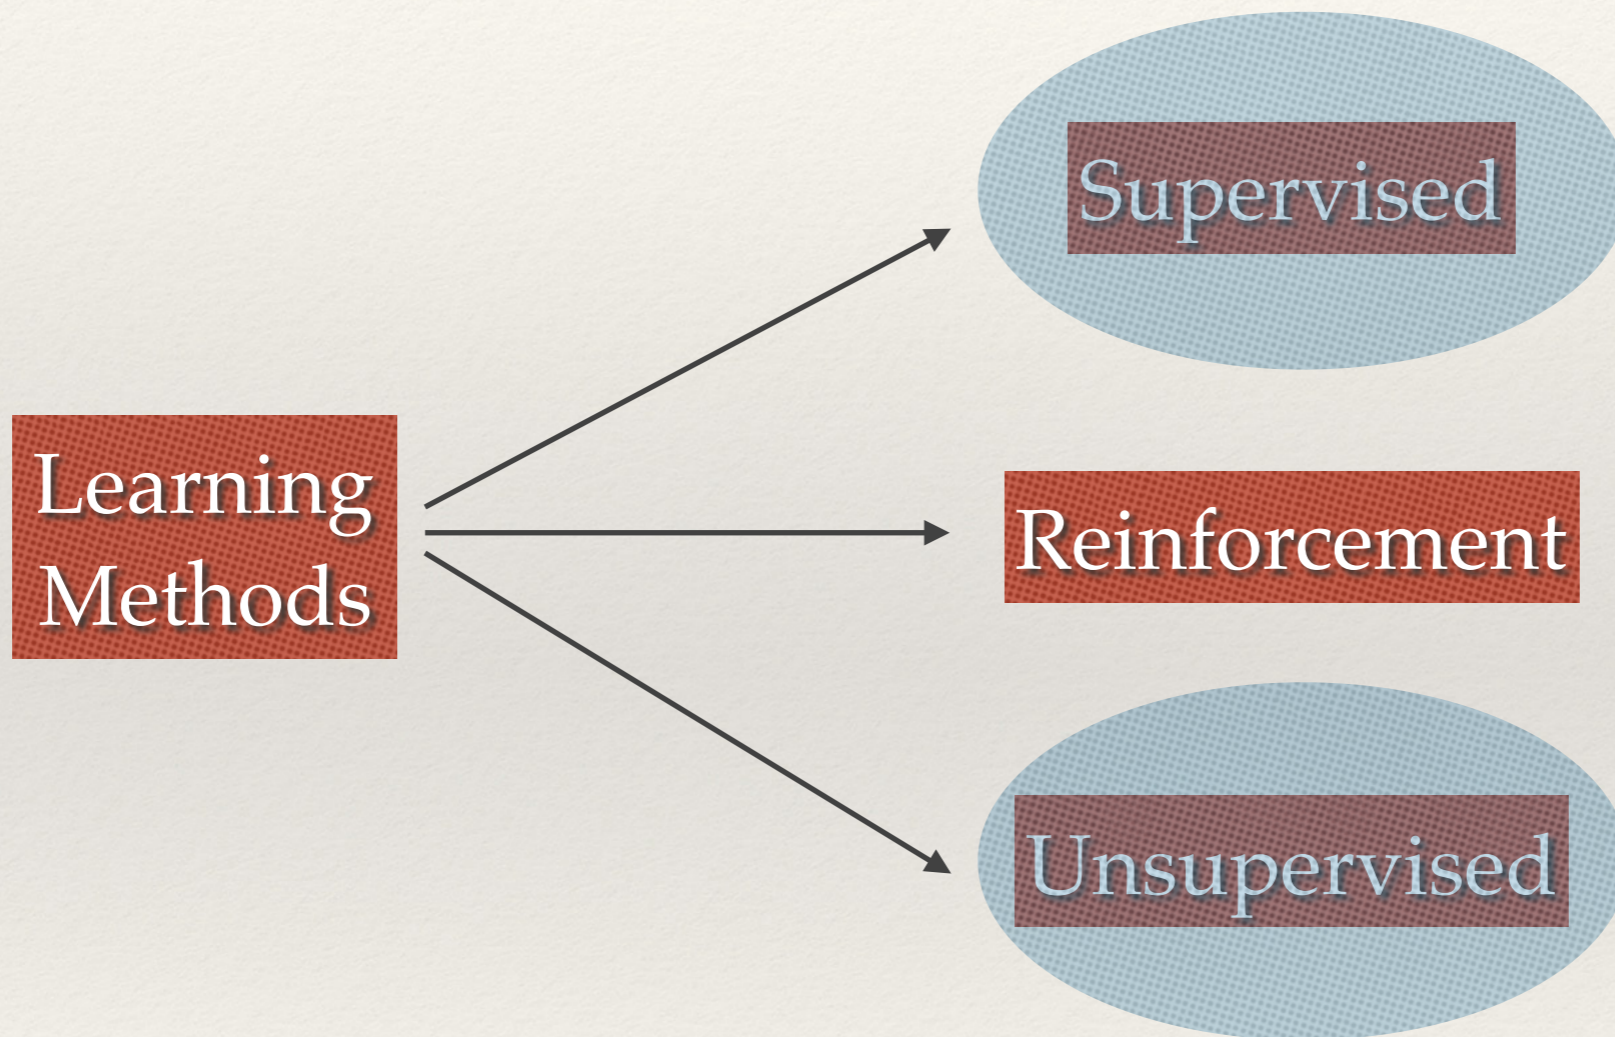 Learning
Methods
Supervised
Reinforcement
Unsupervised